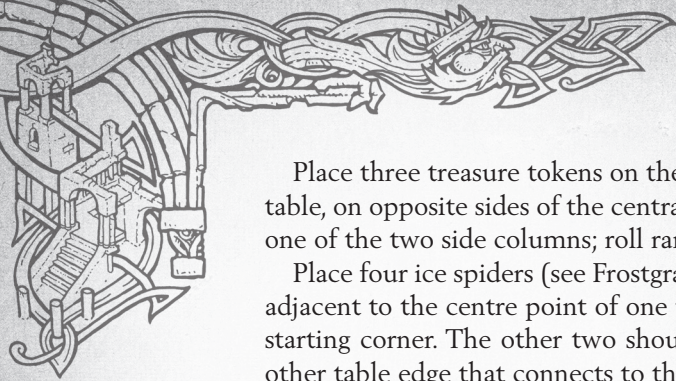 Place three treasure tokens on the
table, on opposite sides of the centra
one of the two side columns; roll ra
Place four ice spiders (see Frostgra
adjacent to the centre point of one
starting corner. The other two shou
other table edge that connects to th